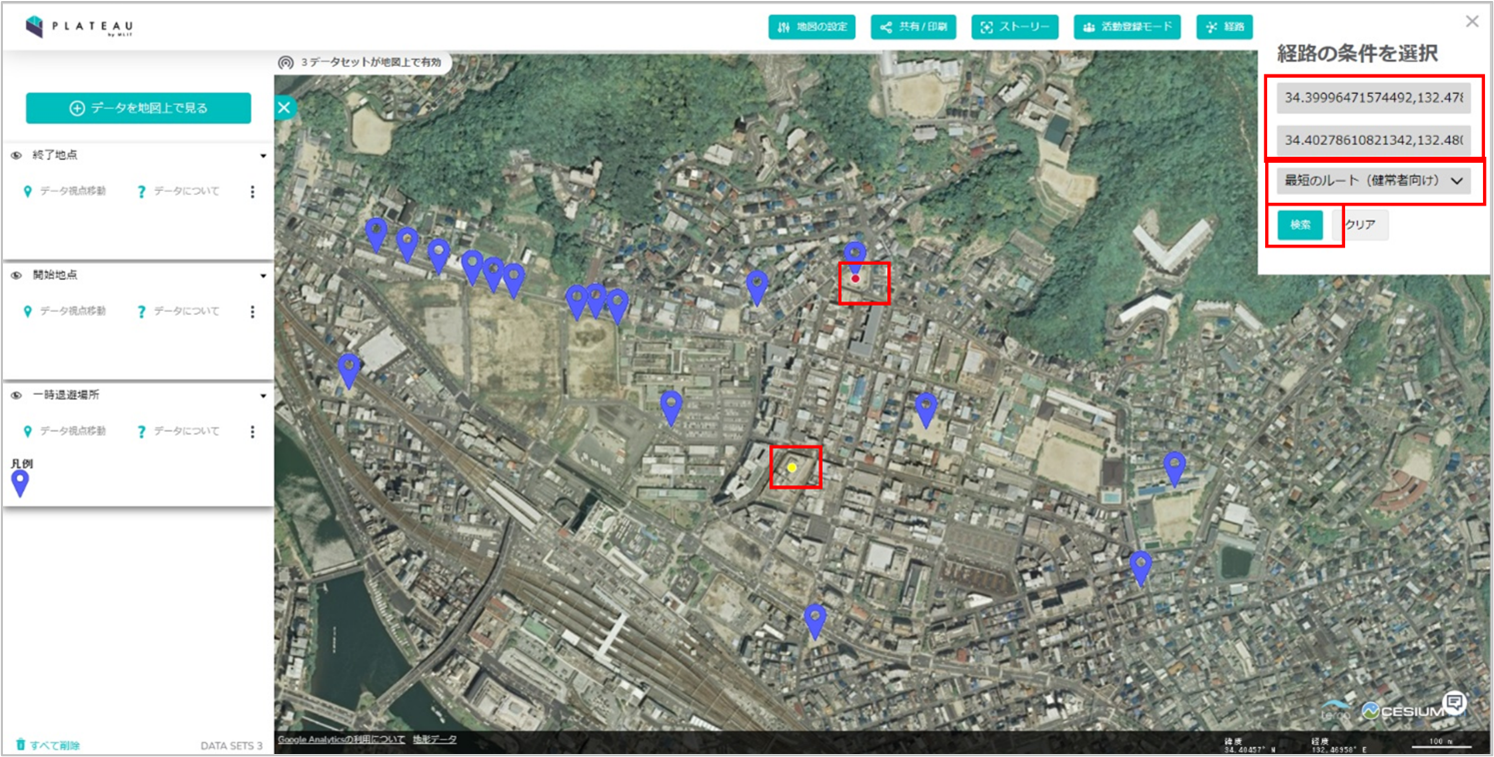 PLATEAU
by MLIT
地図の設定
共有/印刷
ストーリー
活動登録モード
経路
3 データセットが地図上で有効
データを地図上で見る
終了地点
データ視点移動
データについて
開始地点
データ視点移動
データについて
一時退避場所
データ視点移動
データについて
凡例
すべて削除
DATA SETS 3
経路の条件を選択
34.39996471574492,132.478
34.40278610821342,132.480
最短のルート（健常者向け）
検索
クリア
Google Analyticsの利用について 地形データ
CESIUM
緯度
34.40457° N
経度
132.46958° E
100 m